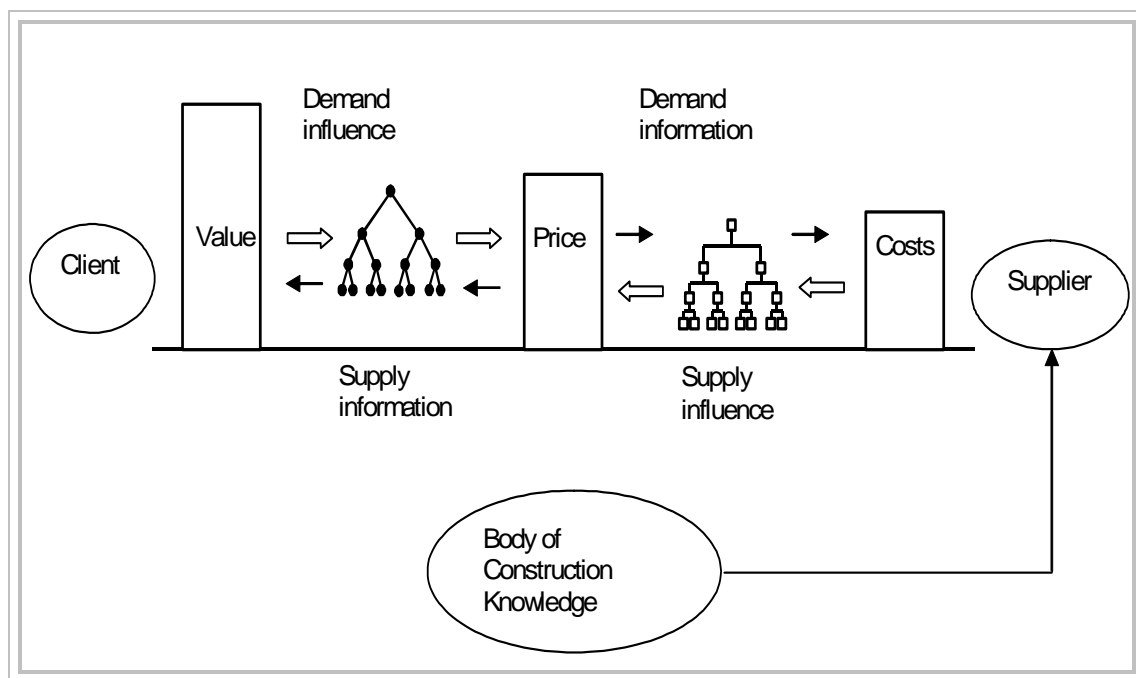 Demand
influence
Demand
information
Client
Value
Price
Costs
Supplier
Supply
information
Supply
influence
Body of
Construction
Knowledge